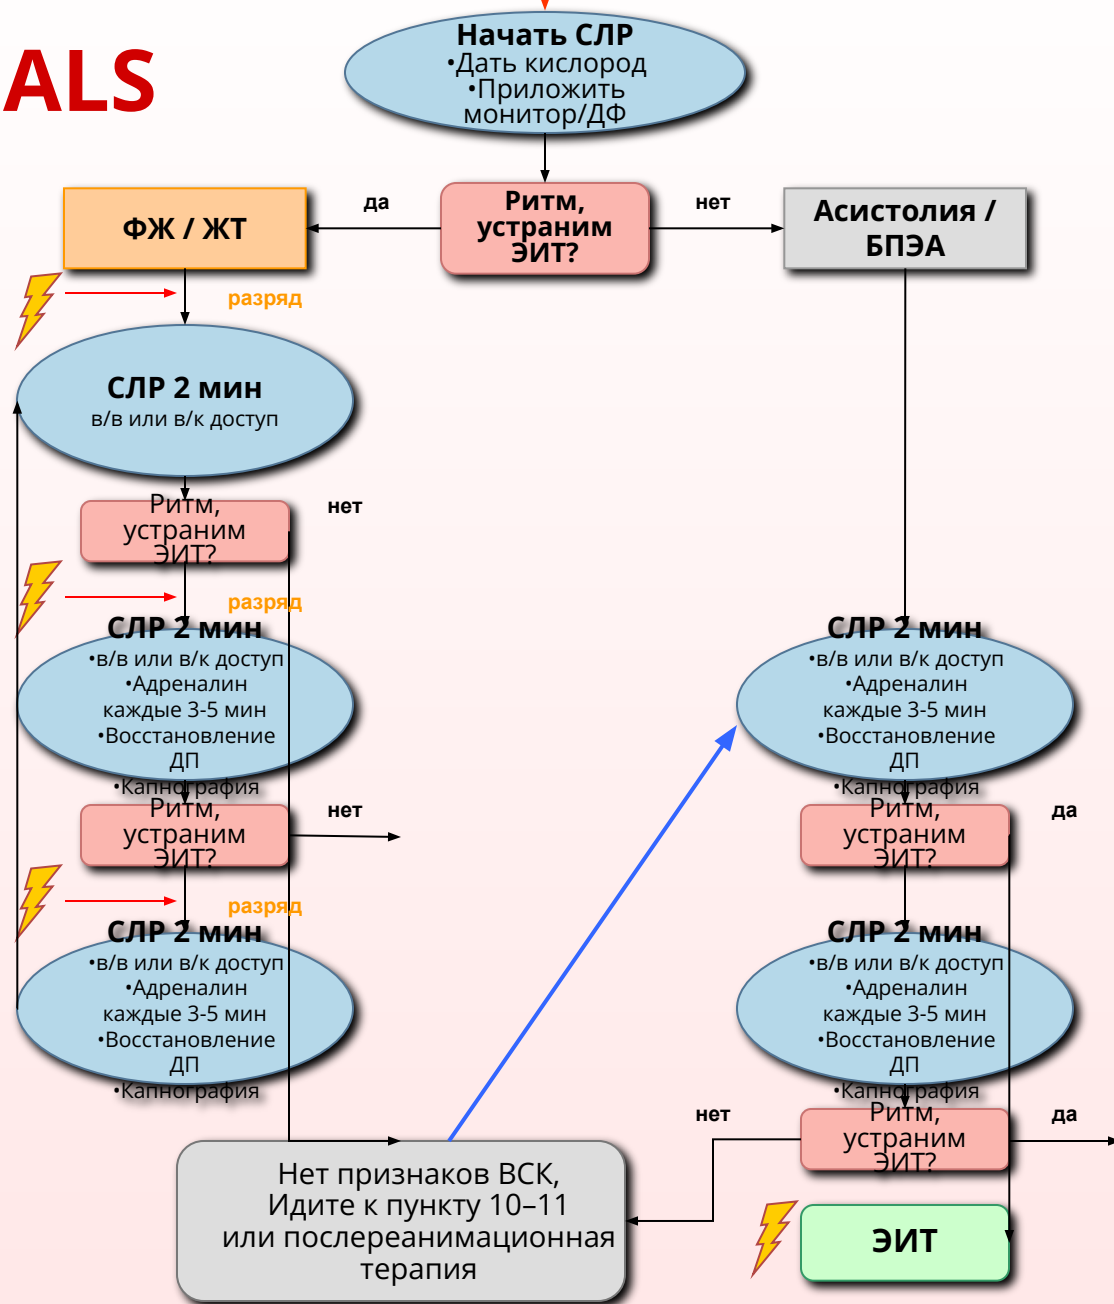 ALS
Начать СЛР
•Дать кислород
•Приложить
монитор/ДФ
да
Ритм,
устраним
ЭИТ?
нет
ФЖ / ЖТ
Асистолия /
БПЭА
разряд
СЛР 2 мин
в/в или в/к доступ
Ритм,
устраним
ЭИТ?
нет
разряд
СЛР 2 мин
•в/в или в/к доступ
•Адреналин
каждые 3-5 мин
•Восстановление
ДП
•Капнография
Ритм,
устраним
ЭИТ?
нет
разряд
СЛР 2 мин
•в/в или в/к доступ
•Адреналин
каждые 3-5 мин
•Восстановление
ДП
•Капнография
СЛР 2 мин
•в/в или в/к доступ
•Адреналин
каждые 3-5 мин
•Восстановление
ДП
•Капнография
Ритм,
устраним
ЭИТ?
да
СЛР 2 мин
•в/в или в/к доступ
•Адреналин
каждые 3-5 мин
•Восстановление
ДП
•Капнография
нет
Ритм,
устраним
ЭИТ?
да
Нет признаков ВСК,
Идите к пункту 10–11
или послереанимационная
терапия
ЭИТ